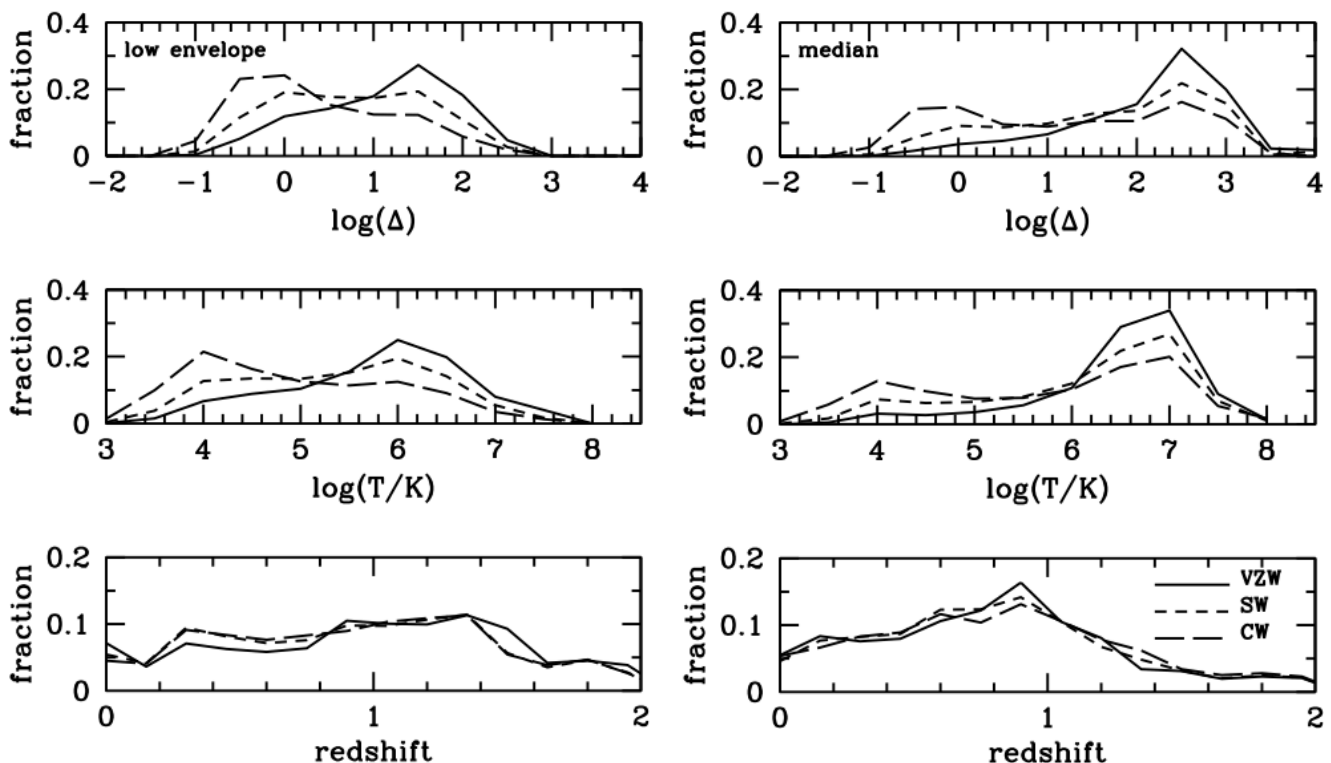 low envelope
fraction
0.4
0.2
0
−2 −1 0 1 2 3 4
log(Δ)
median
fraction
0.4
0.2
0
−2 −1 0 1 2 3 4
log(Δ)
fraction
0.4
0.2
0
3 4 5 6 7 8
log(T/K)
fraction
0.4
0.2
0
3 4 5 6 7 8
log(T/K)
fraction
0.2
0.1
0
0 1 2
redshift
fraction
0.2
0.1
0
0 1 2
redshift
VZW
SW
CW